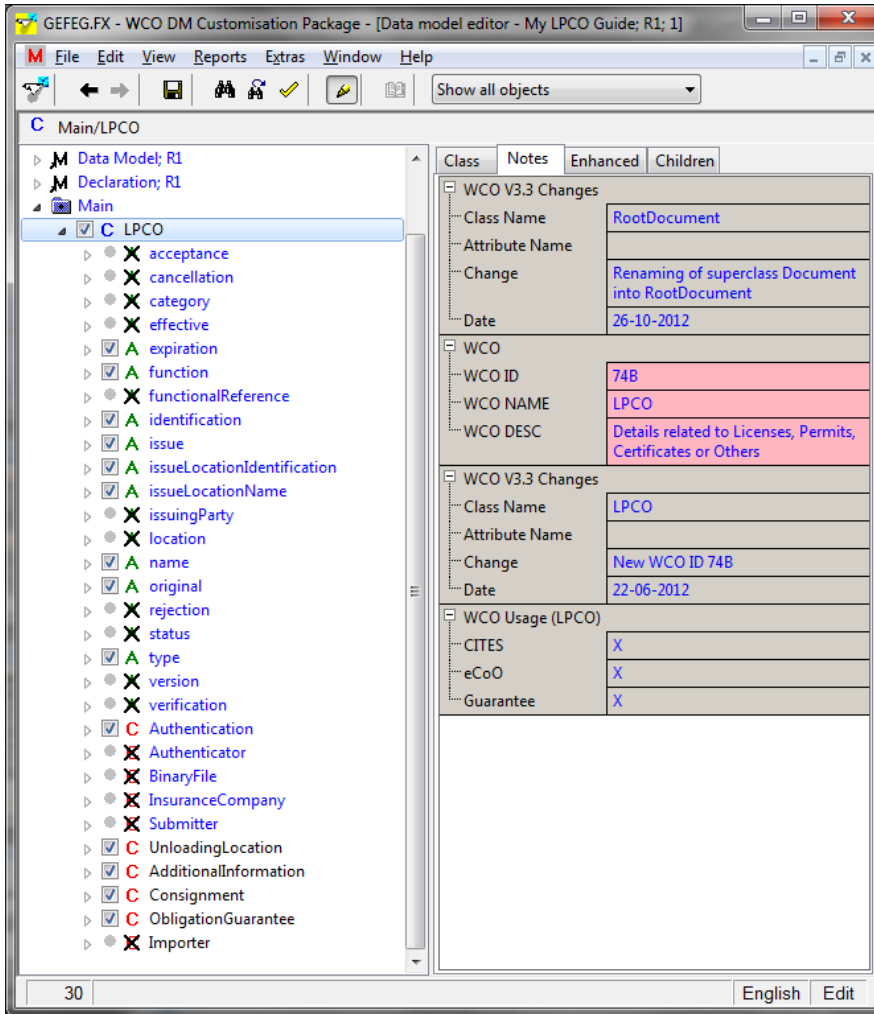 GEFEG.FX - WCO DM Customisation Package - [Data model editor - My LPCO Guide; R1; 1]
M File Edit View Reports Extras Window Help
Show all objects
C Main/LPCO
M Data Model; R1
M Declaration; R1
Main
C LPCO
acceptance
cancellation
category
effective
A expiration
A function
functionalReference
A identification
A issue
A issueLocationIdentification
A issueLocationName
issuingParty
location
A name
A original
rejection
status
A type
version
verification
C Authentication
Authenticator
BinaryFile
InsuranceCompany
Submitter
C UnloadingLocation
C AdditionalInformation
C Consignment
C ObligationGuarantee
Importer
Class Notes Enhanced Children
WCO V3.3 Changes
Class Name RootDocument
Attribute Name
Change Renaming of superclass Document
into RootDocument
Date 26-10-2012
WCO
WCO ID 74B
WCO NAME LPCO
WCO DESC Details related to Licenses, Permits,
Certificates or Others
WCO V3.3 Changes
Class Name LPCO
Attribute Name
Change New WCO ID 74B
Date 22-06-2012
WCO Usage (LPCO)
CITES X
eCoO X
Guarantee X
30 English Edit